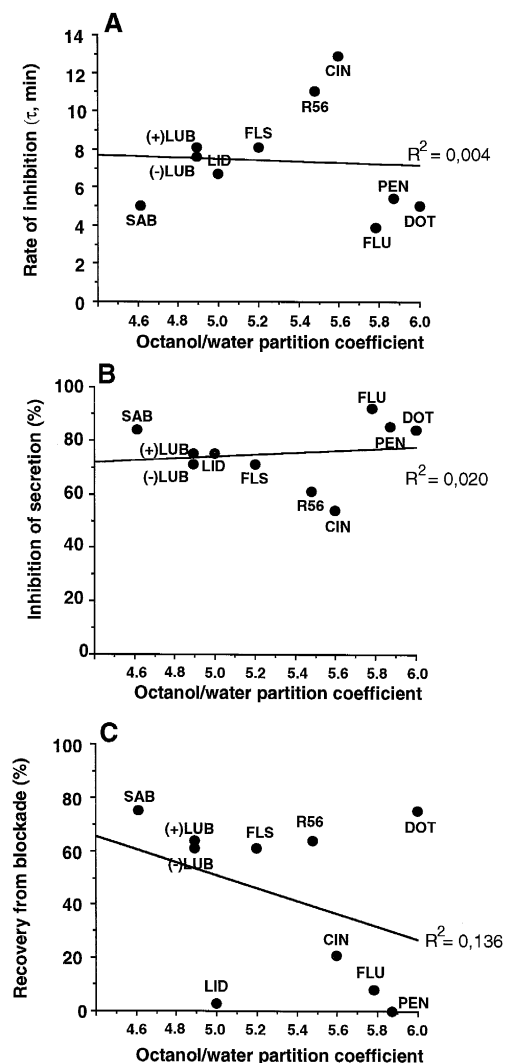 A
Rate of inhibition (τ, min)
14
12
10
8
6
4
2
0
CIN
R56
(+)LUB
FLS
(-)LUB
LID
R2 = 0,004
SAB
PEN
FLU
DOT
4.6 4.8 5.0 5.2 5.4 5.6 5.8 6.0
Octanol/water partition coefficient
B
Inhibition of secretion (%)
100
80
60
40
20
0
SAB
FLU
DOT
(+)LUB
PEN
(-)LUB
LID
FLS
R2 = 0,020
R56
CIN
4.6 4.8 5.0 5.2 5.4 5.6 5.8 6.0
Octanol/water partition coefficient
C
Recovery from blockade (%)
100
80
60
40
20
0
SAB
(+)LUB
FLS
R56
DOT
(-)LUB
CIN
R2 = 0,136
FLU
LID
PEN
4.6 4.8 5.0 5.2 5.4 5.6 5.8 6.0
Octanol/water partition coefficient